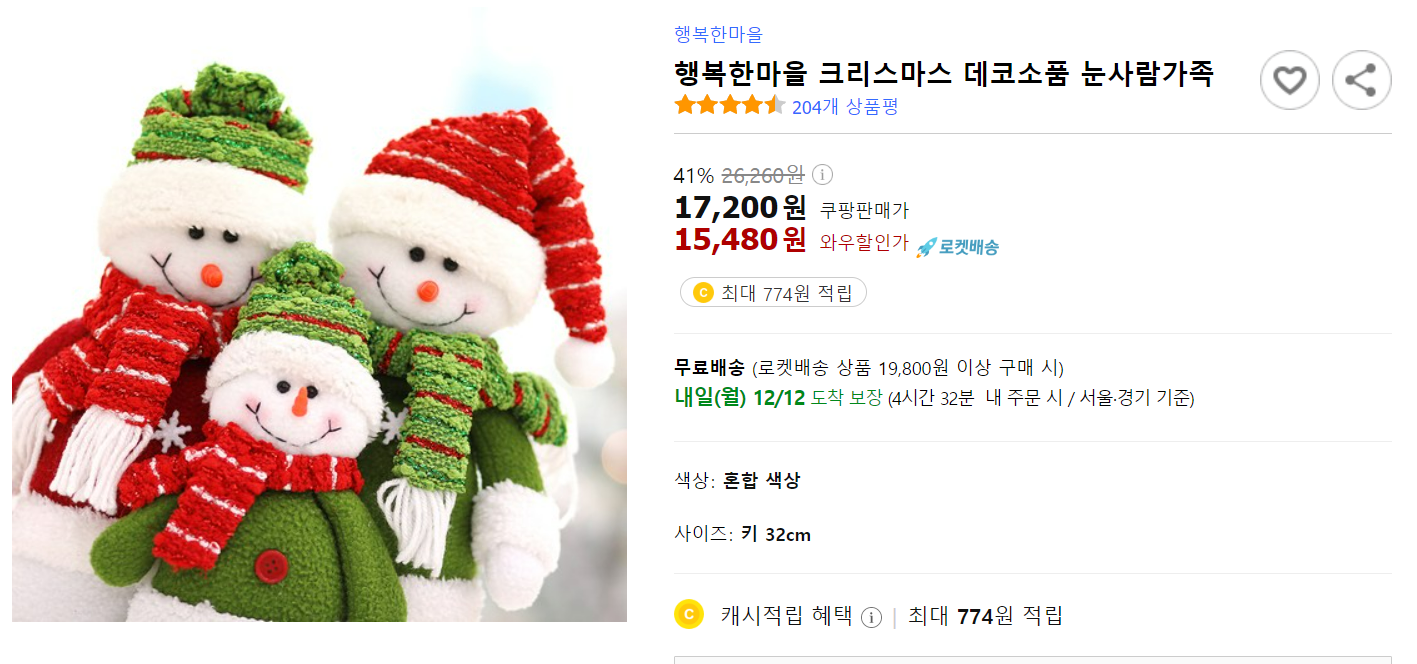 행복한마을
행복한마을 크리스마스 데코소품 눈사람가족
204개 상품평
41% 26,260원 i
17,200원 쿠팡판매가
15,480원 와우할인가 로켓배송
C 최대 774원 적립
무료배송 (로켓배송 상품 19,800원 이상 구매 시)
내일(월) 12/12 도착 보장 (4시간 32분 내 주문 시 / 서울·경기 기준)
색상: 혼합 색상
사이즈: 키 32cm
C 캐시적립 혜택 i | 최대 774원 적립